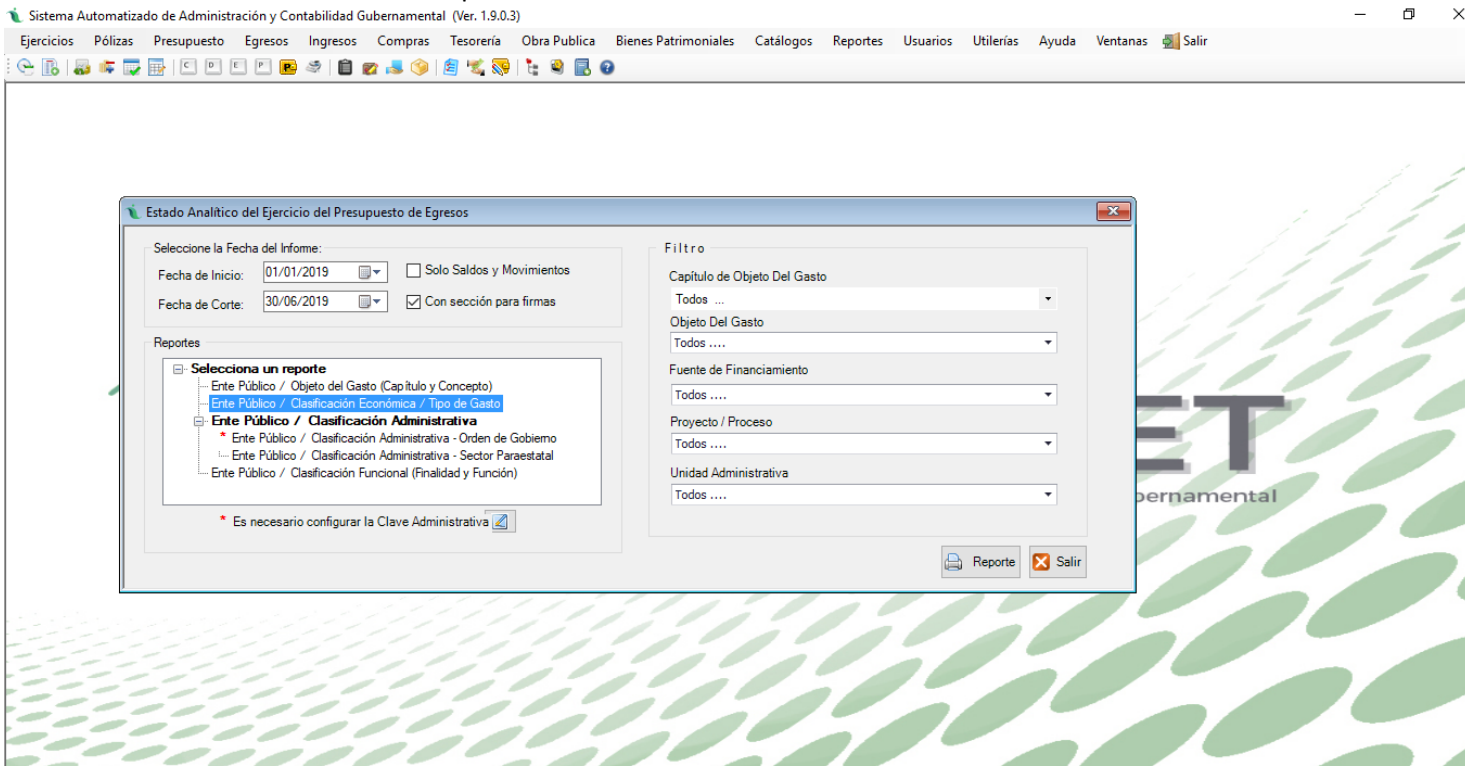 Sistema Automatizado de Administración y Contabilidad Gubernamental (Ver. 1.9.0.3)
Ejercicios Pólizas Presupuesto Egresos Ingresos Compras Tesorería Obra Publica Bienes Patrimoniales Catálogos Reportes Usuarios Utilerías Ayuda Ventanas Salir
C D E P P
Estado Analítico del Ejercicio del Presupuesto de Egresos
Seleccione la Fecha del Informe:
Fecha de Inicio: 01/01/2019 Solo Saldos y Movimientos
Fecha de Corte: 30/06/2019 Con sección para firmas
Reportes
Selecciona un reporte
Ente Público / Objeto del Gasto (Capítulo y Concepto)
Ente Público / Clasificación Económica / Tipo de Gasto
Ente Público / Clasificación Administrativa
* Ente Público / Clasificación Administrativa - Orden de Gobierno
Ente Público / Clasificación Administrativa - Sector Paraestatal
Ente Público / Clasificación Funcional (Finalidad y Función)
* Es necesario configurar la Clave Administrativa
Filtro
Capítulo de Objeto Del Gasto
Todos ...
Objeto Del Gasto
Todos ....
Fuente de Financiamiento
Todos ....
Proyecto / Proceso
Todos ....
Unidad Administrativa
Todos ....
Reporte Salir
ET
bernamental